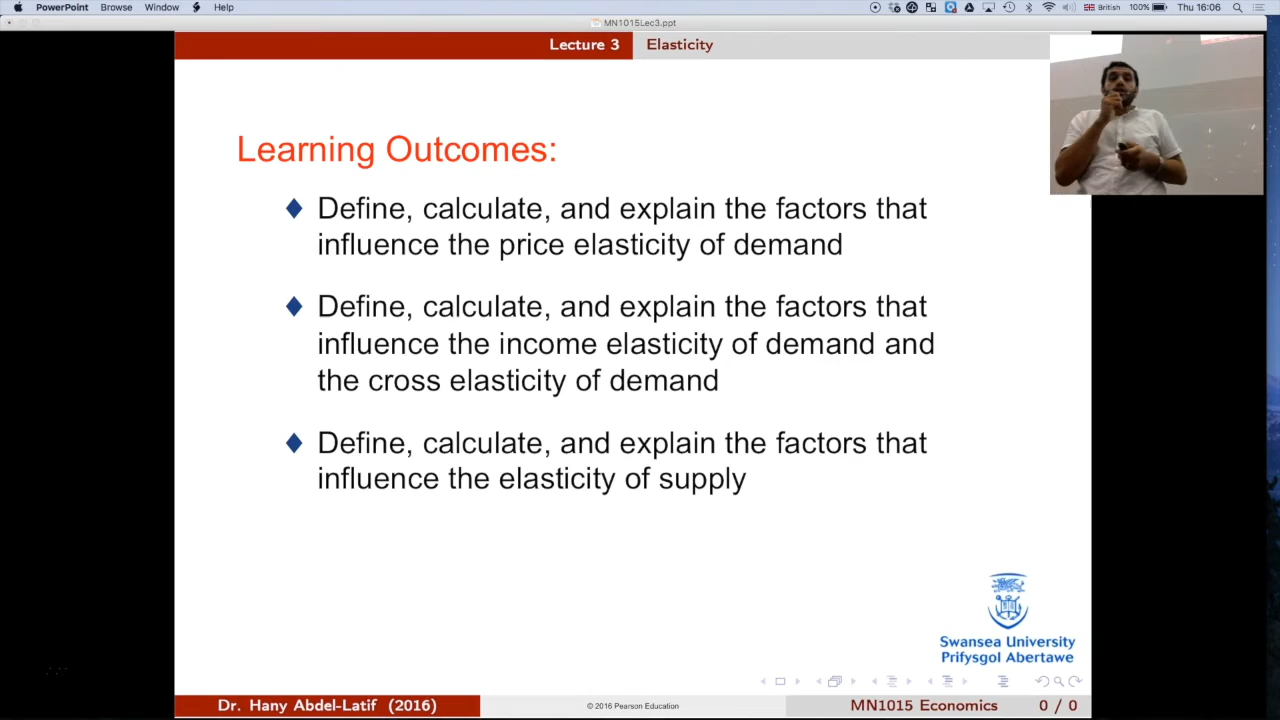 PowerPoint Browse Window Help British 100% Thu 16:06
MN1015Lec3.ppt
Lecture 3 Elasticity
Learning Outcomes:
Define, calculate, and explain the factors that
influence the price elasticity of demand
Define, calculate, and explain the factors that
influence the income elasticity of demand and
the cross elasticity of demand
Define, calculate, and explain the factors that
influence the elasticity of supply
Swansea University
Prifysgol Abertawe
Dr. Hany Abdel-Latif (2016) © 2016 Pearson Education MN1015 Economics 0 / 0